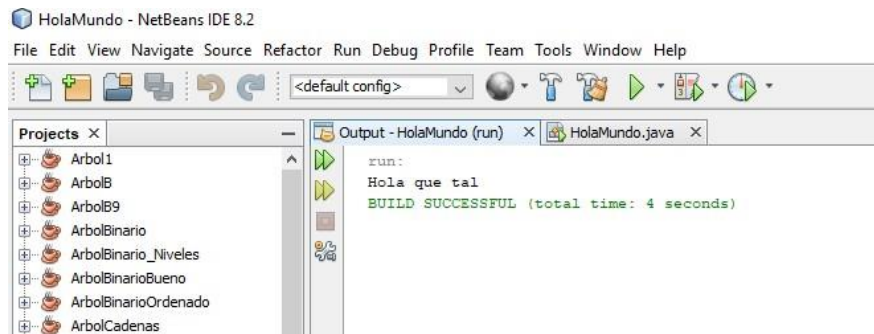 HolaMundo - NetBeans IDE 8.2
File Edit View Navigate Source Refactor Run Debug Profile Team Tools Window Help
<default config>
Projects
Arbol1
ArbolB
ArbolB9
ArbolBinario
ArbolBinario_Niveles
ArbolBinarioBueno
ArbolBinarioOrdenado
ArbolCadenas
Output - HolaMundo (run) HolaMundo.java
run:
Hola que tal
BUILD SUCCESSFUL (total time: 4 seconds)